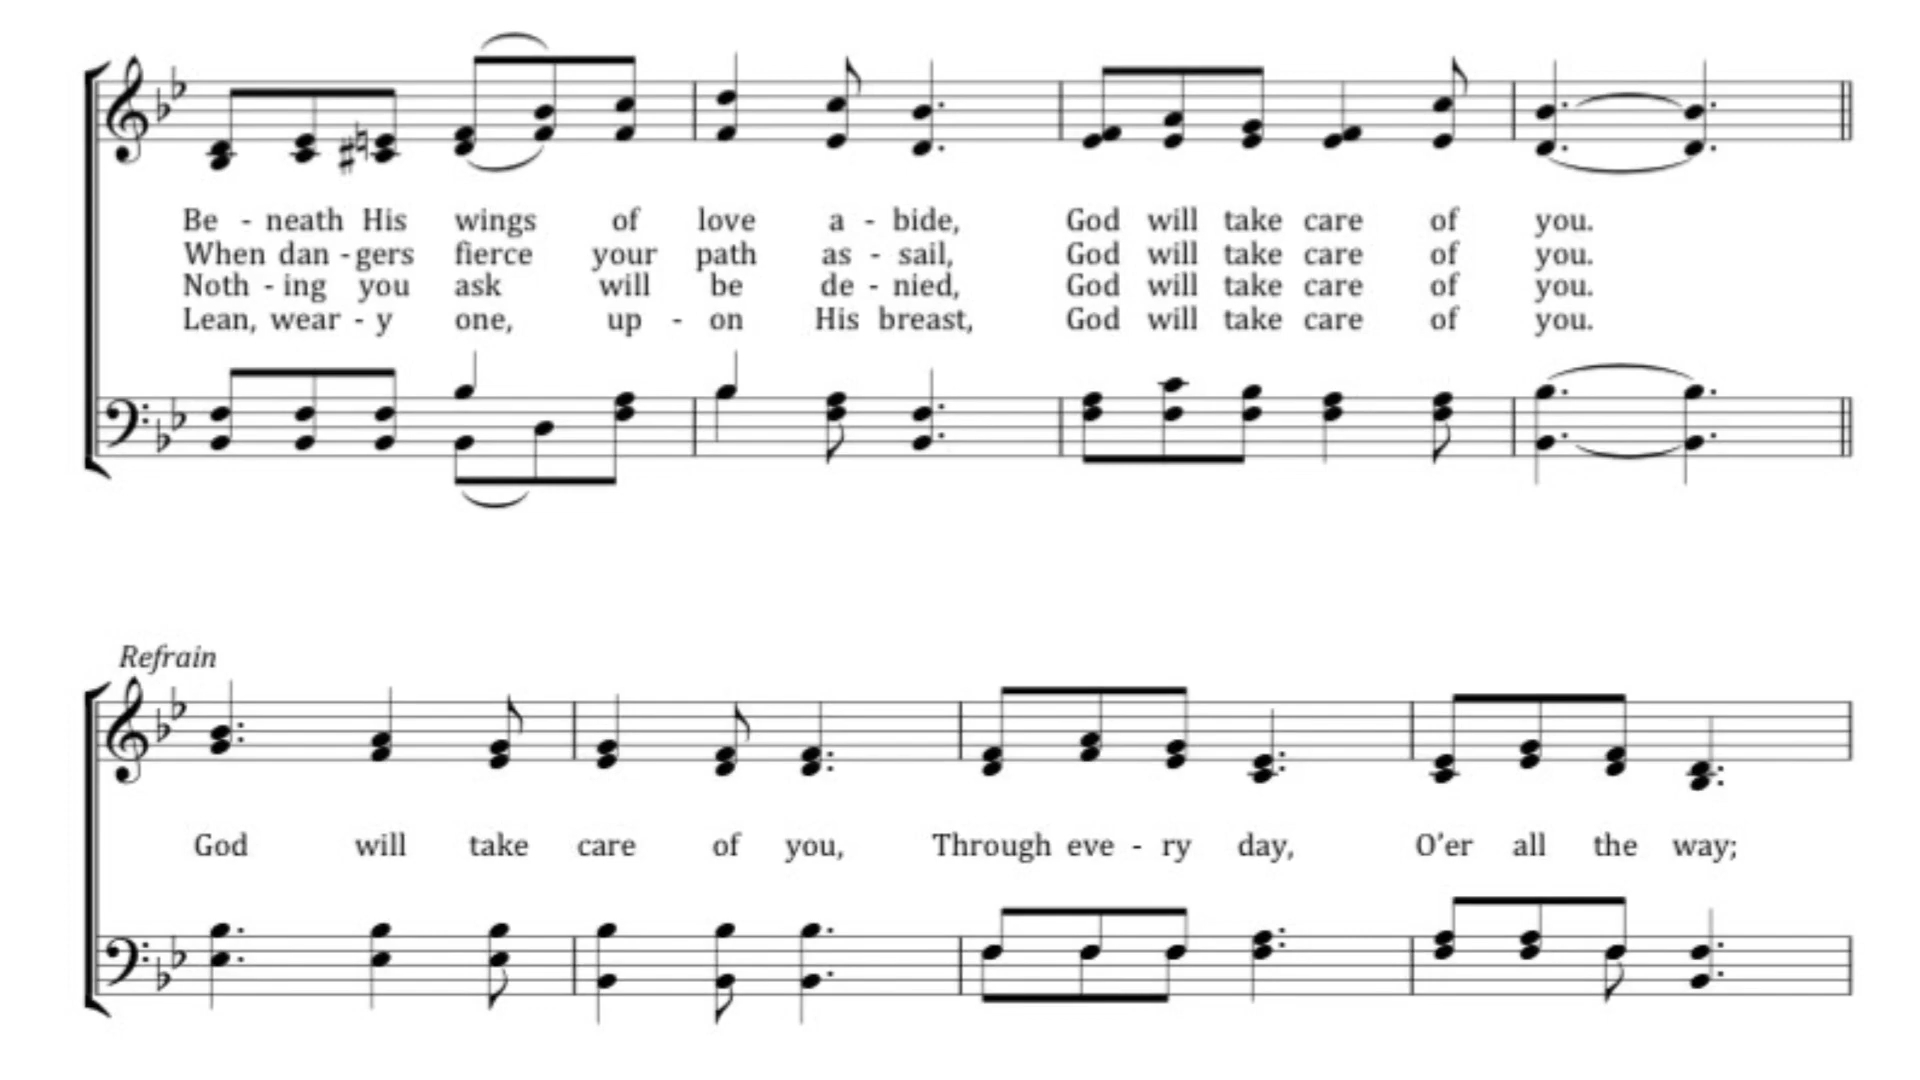 Be - neath His wings of love a - bide, God will take care of you.
When dan - gers fierce your path as - sail, God will take care of you.
Noth - ing you ask will be de - nied, God will take care of you.
Lean, wear - y one, up - on His breast, God will take care of you.
Refrain
God will take care of you, Through eve - ry day, O’er all the way;